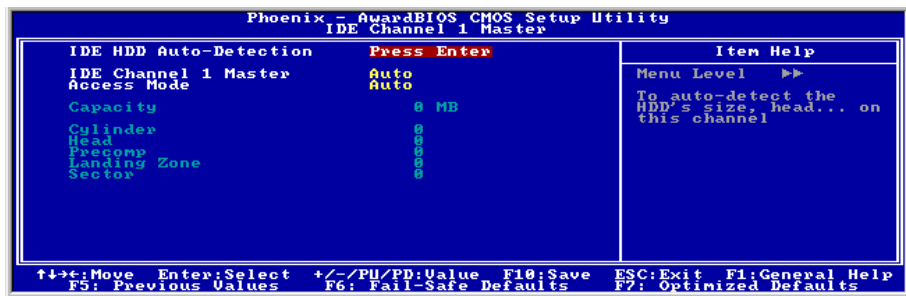 Phoenix - AwardBIOS CMOS Setup Utility
IDE Channel 1 Master
IDE HDD Auto-Detection Press Enter
IDE Channel 1 Master Auto
Access Mode Auto
Capacity 0 MB
Cylinder 0
Head 0
Precomp 0
Landing Zone 0
Sector 0
Item Help
Menu Level ▶▶
To auto-detect the
HDD's size, head... on
this channel
↑↓→←:Move Enter:Select +/-/PU/PD:Value F10:Save ESC:Exit F1:General Help
F5: Previous Values F6: Fail-Safe Defaults F7: Optimized Defaults